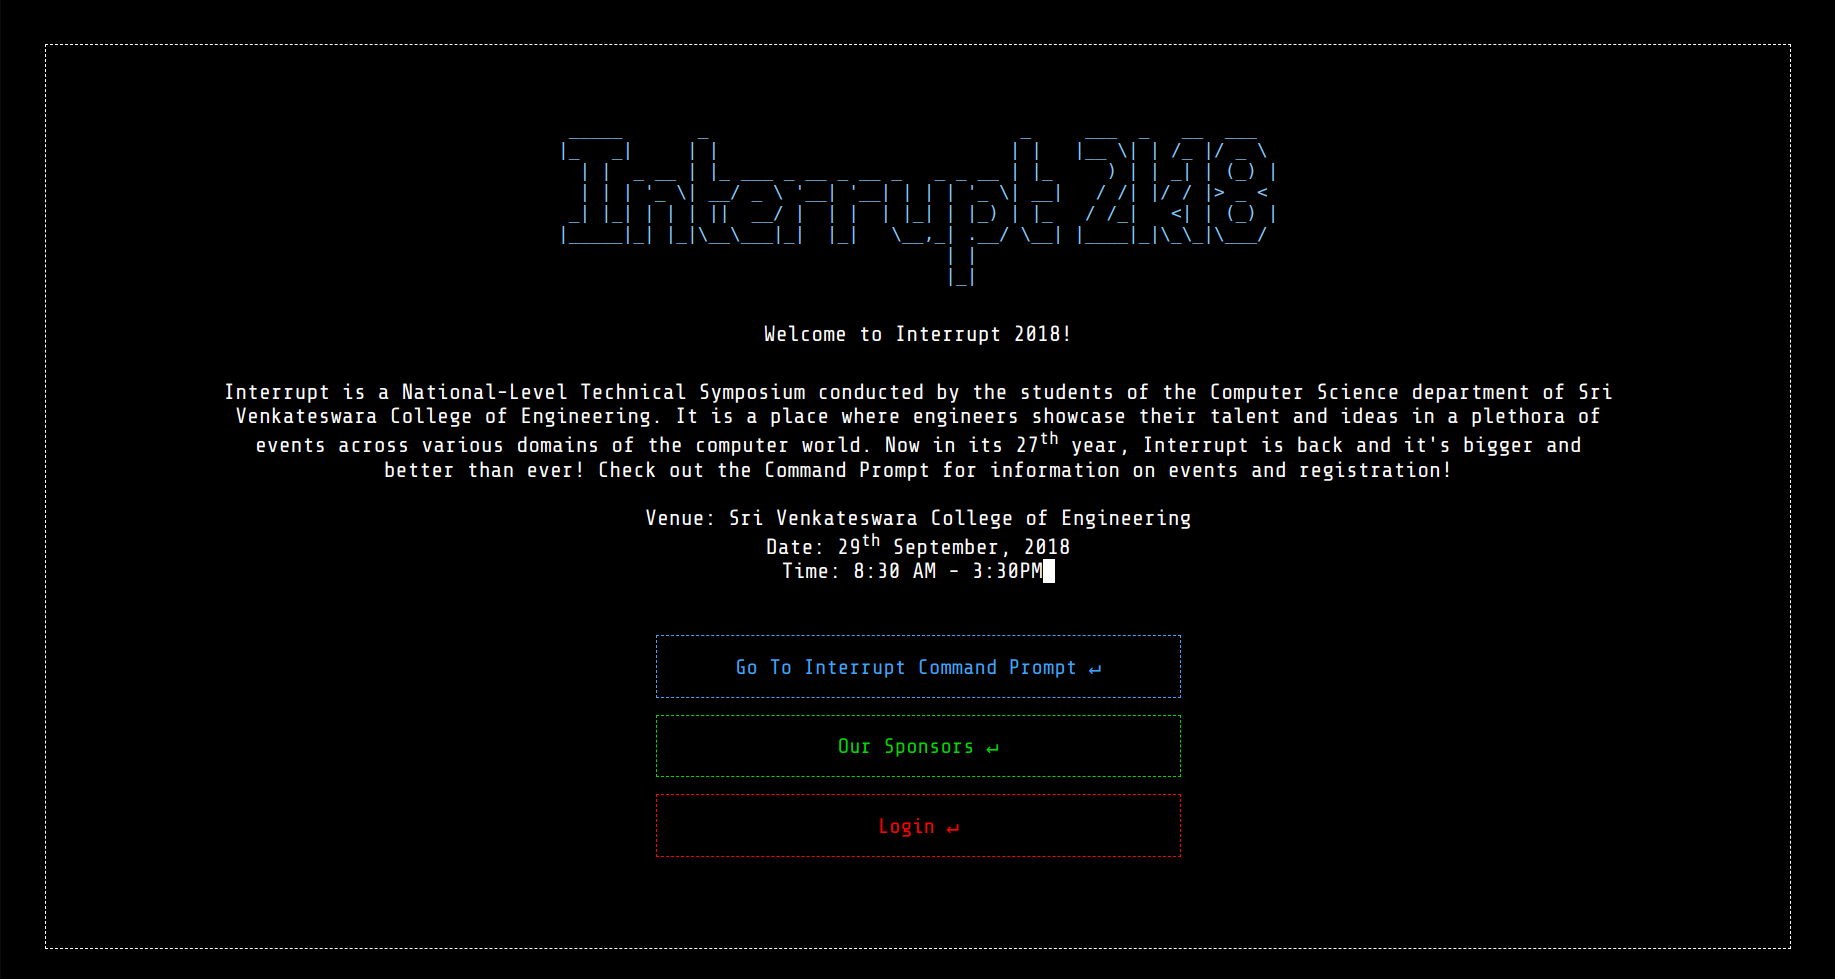 Interrupt 2k18
Welcome to Interrupt 2018!
Interrupt is a National-Level Technical Symposium conducted by the students of the Computer Science department of Sri
Venkateswara College of Engineering. It is a place where engineers showcase their talent and ideas in a plethora of
events across various domains of the computer world. Now in its 27th year, Interrupt is back and it's bigger and
better than ever! Check out the Command Prompt for information on events and registration!
Venue: Sri Venkateswara College of Engineering
Date: 29th September, 2018
Time: 8:30 AM - 3:30PM
Go To Interrupt Command Prompt ↵
Our Sponsors ↵
Login ↵